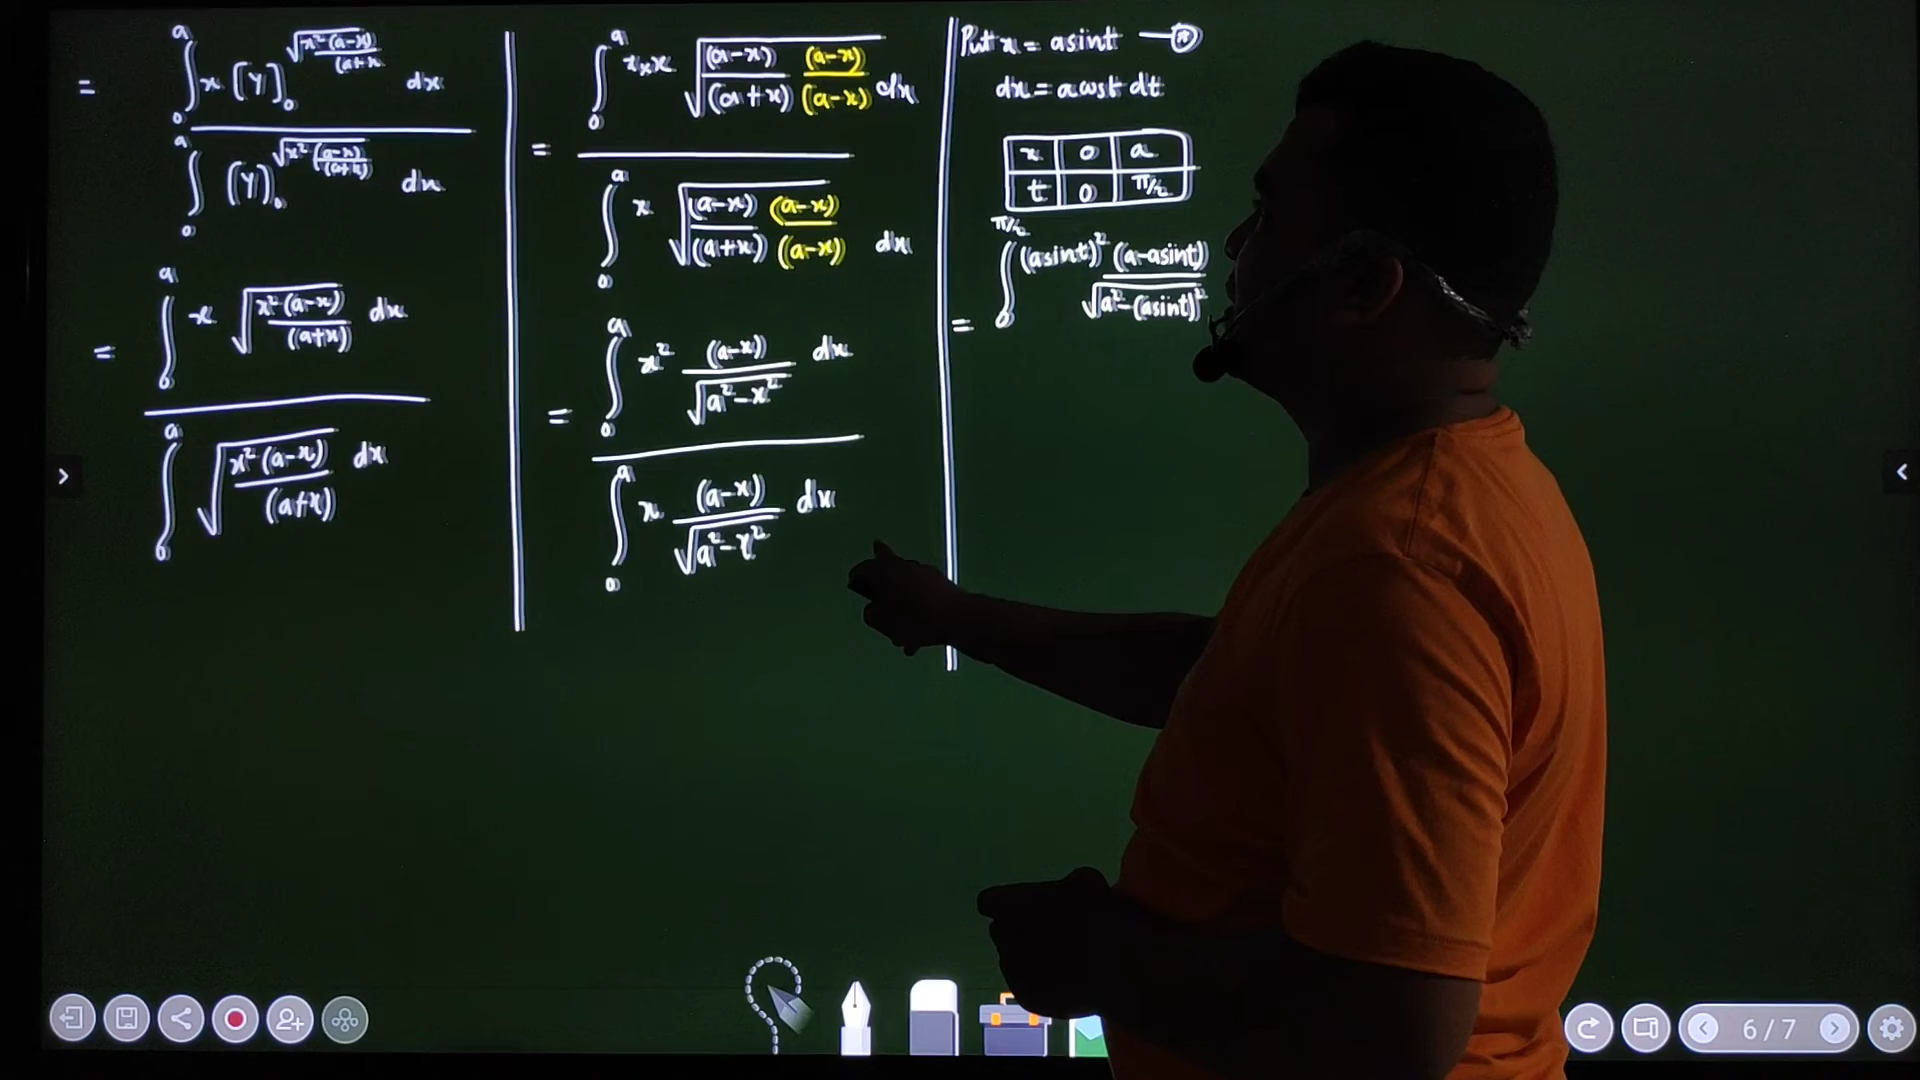 = ∫₀ᵃ x [y]₀^√(x²(a-x)/(a+x)) dx
∫₀ᵃ [y]₀^√(x²(a-x)/(a+x)) dx
= ∫₀ᵃ x √(x²(a-x)/(a+x)) dx
∫₀ᵃ √(x²(a-x)/(a+x)) dx
= ∫₀ᵃ x×x √((a-x)/(a+x) (a-x)/(a-x)) dx
∫₀ᵃ x √((a-x)/(a+x) (a-x)/(a-x)) dx
= ∫₀ᵃ x² (a-x)/√(a²-x²) dx
∫₀ᵃ x (a-x)/√(a²-x²) dx
Put x = asint —⊛
dx = a cost dt
x 0 a
t 0 π/2
= ∫₀^π/2 (asint)² (a-asint)/√(a²-(asint)²)
6 / 7